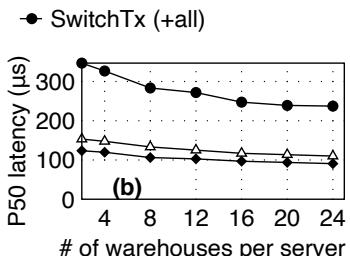 SwitchTx (+all)
300
200
100
0
P50 latency (µs)
(b)
4 8 12 16 20 24
# of warehouses per server